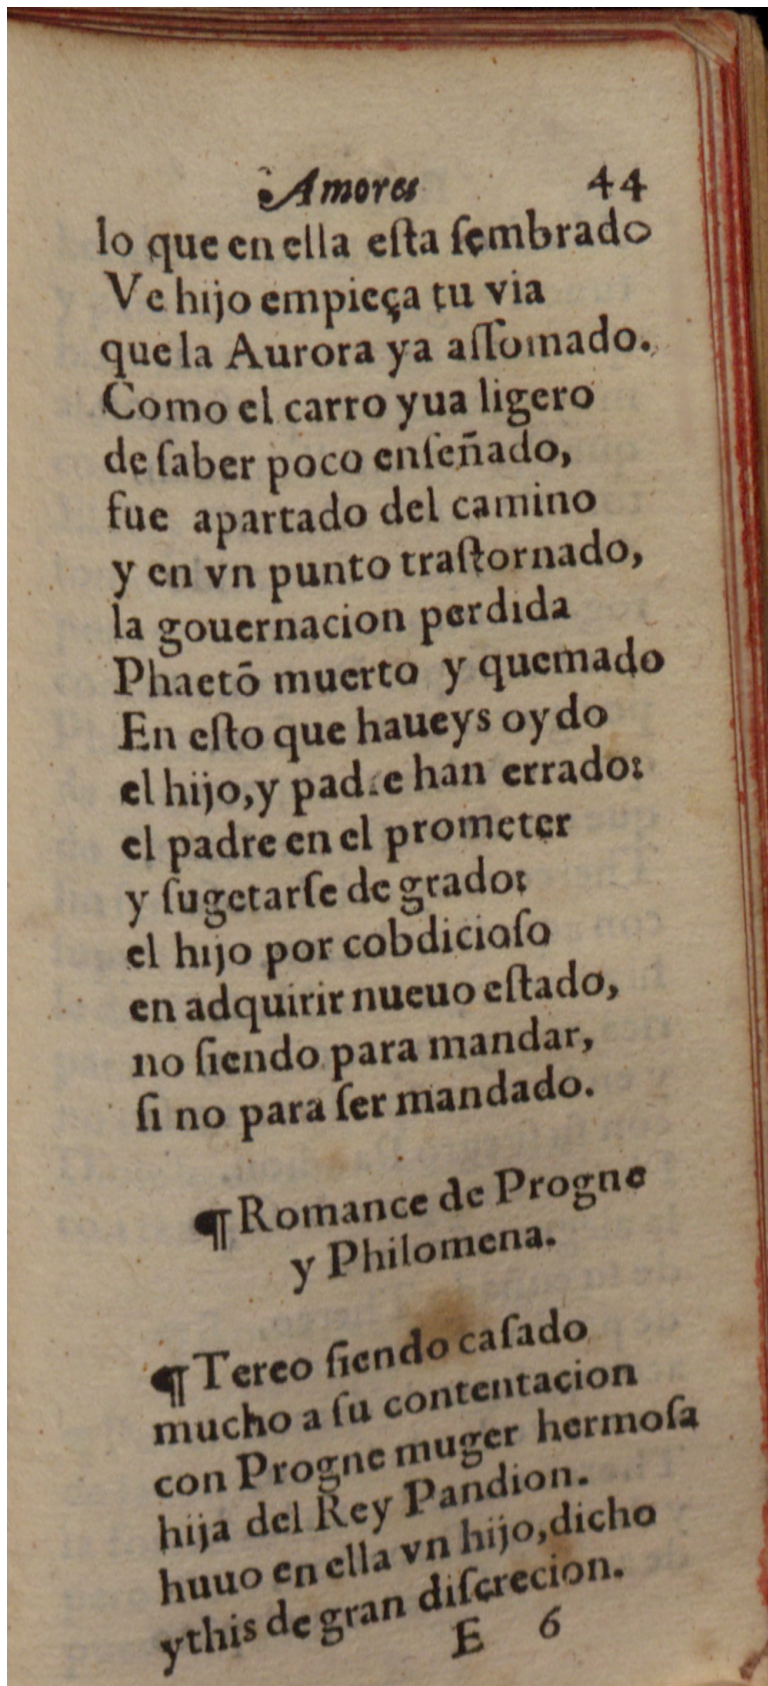 Amores 44
lo que en ella esta ſembrado
Ve hijo empieça tu via
que la Aurora ya aſſomado.
Como el carro yua ligero
de ſaber poco enſeñado,
fue apartado del camino
y en vn punto traſtornado,
la gouernacion perdida
Phaetō muerto y quemado
En eſto que haueys oydo
el hijo,y padre han errado:
el padre en el prometer
y ſugetarſe de grado:
el hijo por cobdicioſo
en adquirir nueuo eſtado,
no ſiendo para mandar,
ſi no para ſer mandado.
¶ Romance de Progne
y Philomena.
¶ Tereo ſiendo caſado
mucho a ſu contentacion
con Progne muger hermoſa
hija del Rey Pandion.
huuo en ella vn hijo,dicho
ythis de gran diſcrecion.
E 6